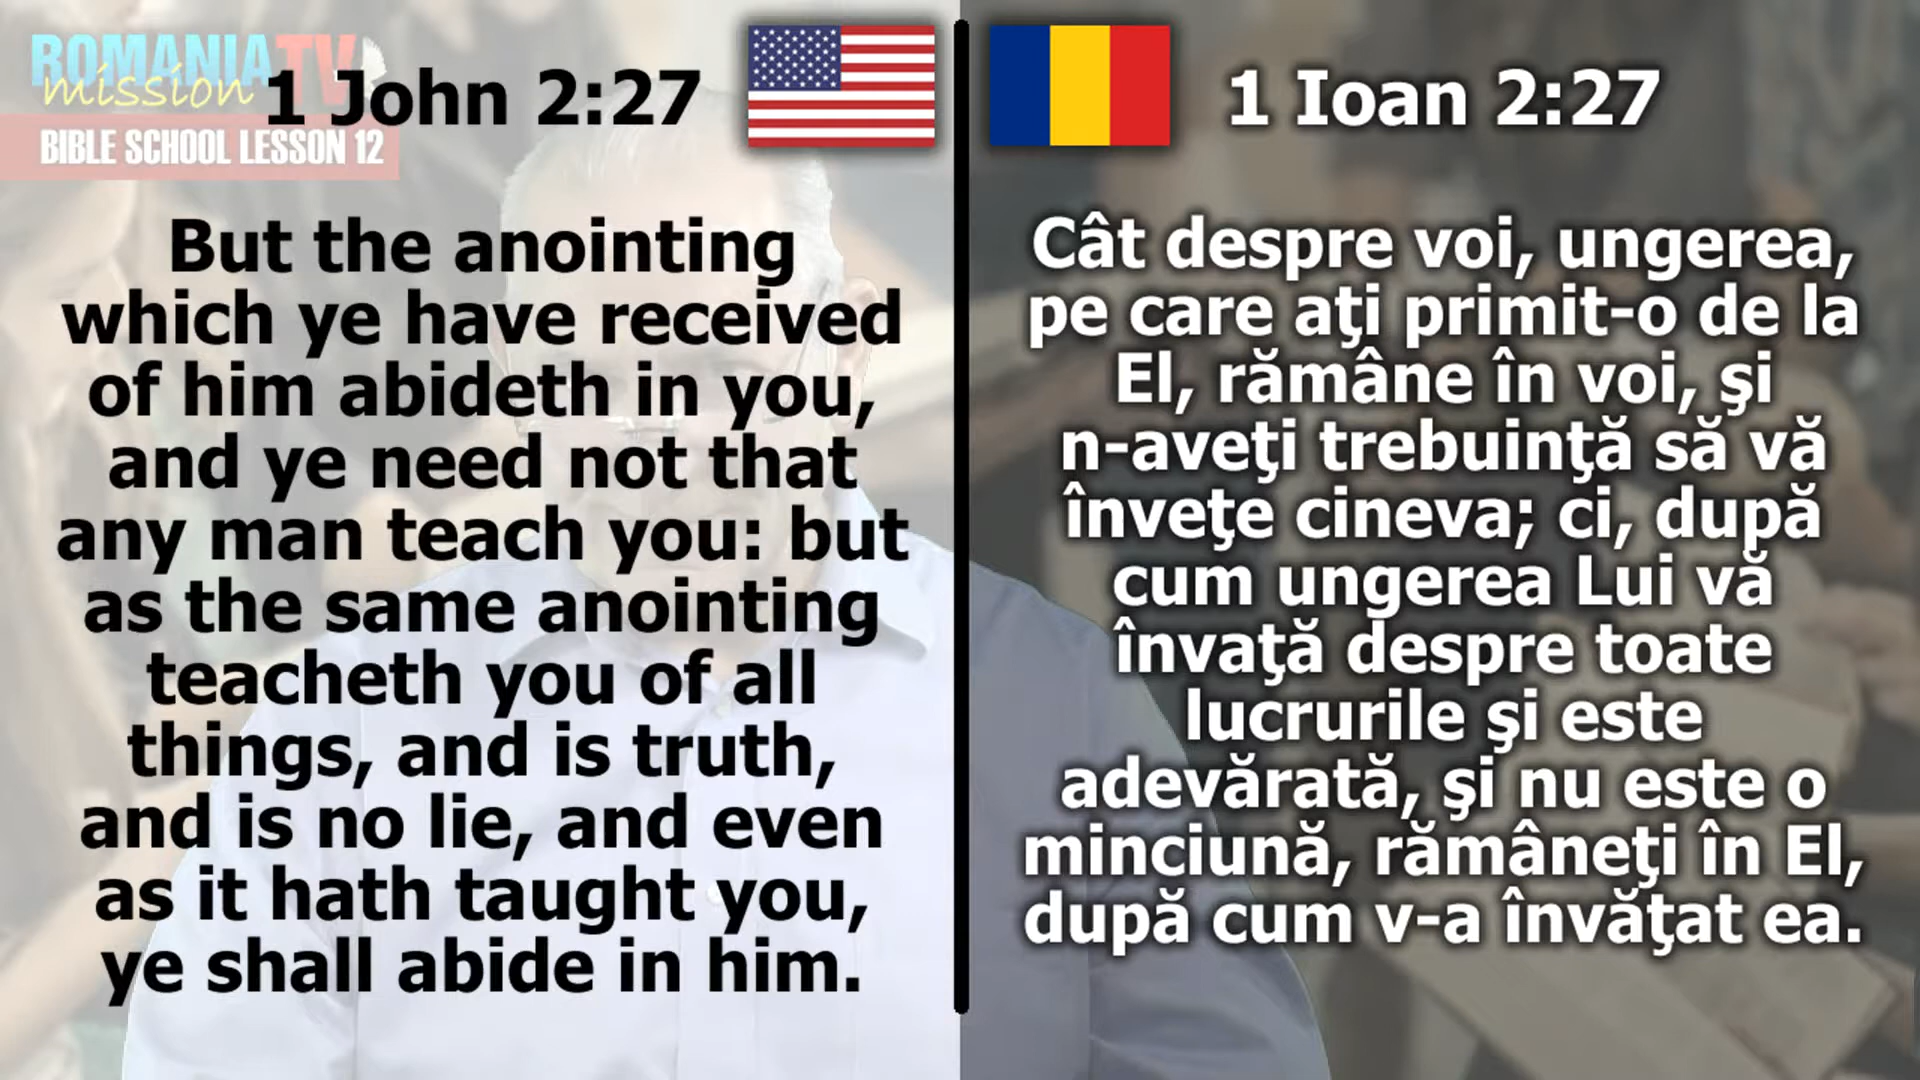 ROMANIA TV
mission
BIBLE SCHOOL LESSON 12
1 John 2:27
But the anointing
which ye have received
of him abideth in you,
and ye need not that
any man teach you: but
as the same anointing
teacheth you of all
things, and is truth,
and is no lie, and even
as it hath taught you,
ye shall abide in him.
1 Ioan 2:27
Cât despre voi, ungerea,
pe care aţi primit-o de la
El, rămâne în voi, şi
n-aveţi trebuinţă să vă
înveţe cineva; ci, după
cum ungerea Lui vă
învaţă despre toate
lucrurile şi este
adevărată, şi nu este o
minciună, rămâneţi în El,
după cum v-a învăţat ea.